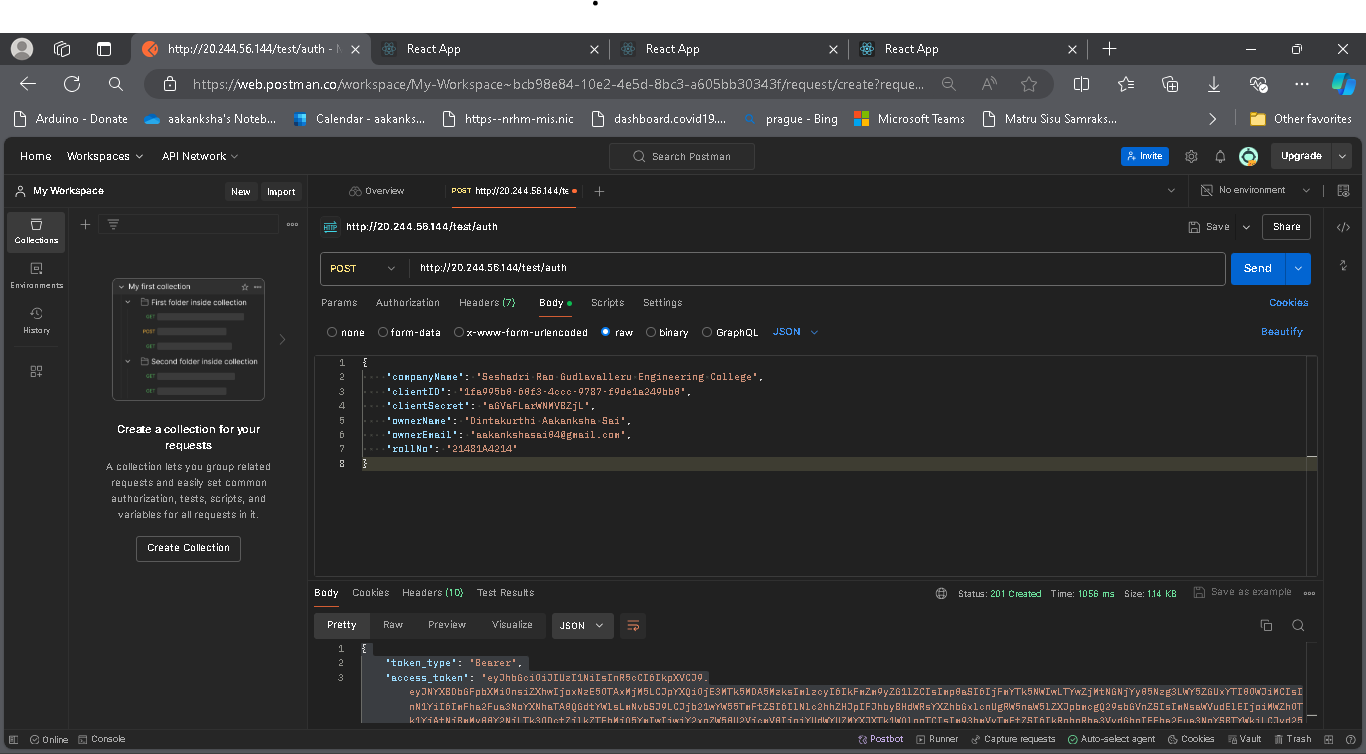 http://20.244.56.144/test/auth - M
React App
React App
React App
https://web.postman.co/workspace/My-Workspace~bcb98e84-10e2-4e5d-8bc3-a605bb30343f/request/create?reque...
Arduino - Donate
aakanksha's Noteb...
Calendar - aakanks...
https--nrhm-mis.nic
dashboard.covid19....
prague - Bing
Microsoft Teams
Matru Sisu Samraks...
Other favorites
Home
Workspaces
API Network
Search Postman
Invite
Upgrade
My Workspace
New
Import
Overview
POST http://20.244.56.144/te
No environment
Collections
Environments
History
http://20.244.56.144/test/auth
Save
Share
POST
http://20.244.56.144/test/auth
Send
Params
Authorization
Headers (7)
Body
Scripts
Settings
Cookies
none
form-data
x-www-form-urlencoded
raw
binary
GraphQL
JSON
Beautify
My first collection
First folder inside collection
GET
POST
GET
Second folder inside collection
GET
GET
Create a collection for your
requests
A collection lets you group related
requests and easily set common
authorization, tests, scripts, and
variables for all requests in it.
Create Collection
1 {
2 "companyName": "Seshadri Rao Gudlavalleru Engineering College",
3 "clientID":
4 "clientSecret":
5 "ownerName": "Dintakurthi Aakanksha Sai",
6 "ownerEmail": "aakankshasai04@gmail.com",
7 "rollNo": "21481A4214"
8 }
Body
Cookies
Headers (10)
Test Results
Status: 201 Created
Time: 1056 ms
Size: 1.14 KB
Save as example
Pretty
Raw
Preview
Visualize
JSON
1 {
2 "token_type": "Bearer",
3 "access_token":
Online
Console
Postbot
Runner
Capture requests
Auto-select agent
Cookies
Vault
Trash